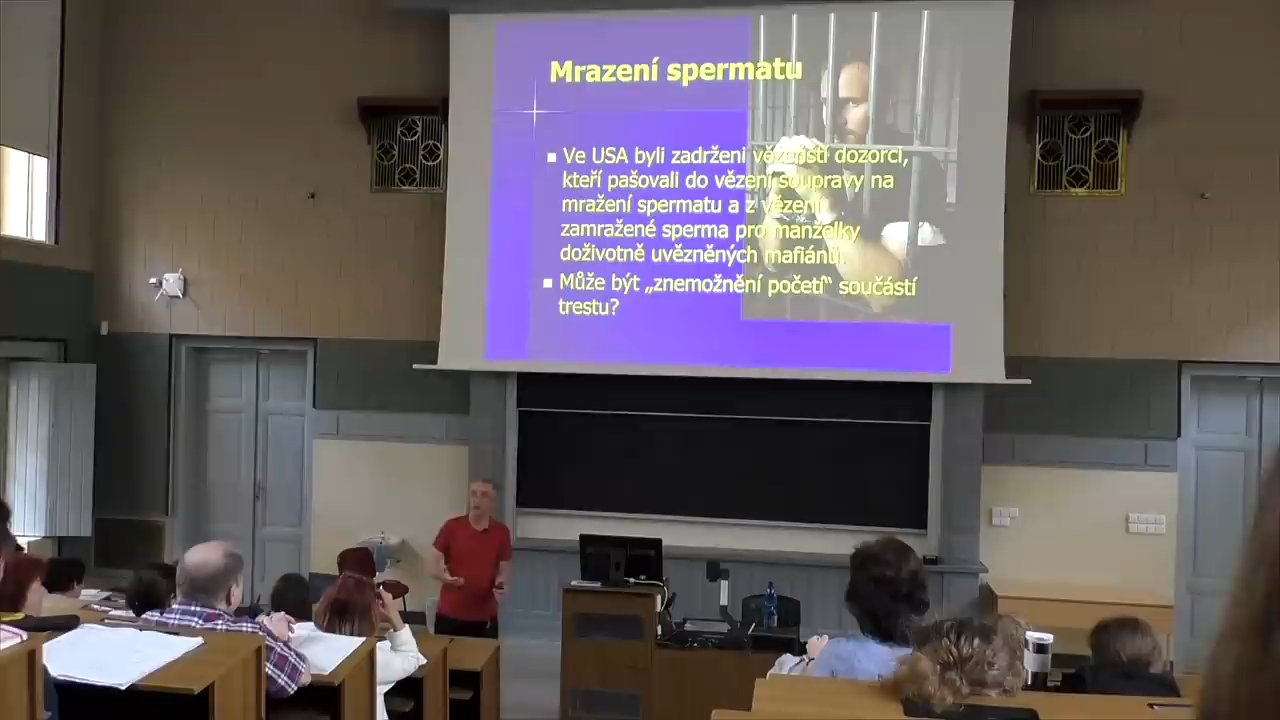 Mrazení spermatu
Ve USA byli zadrženi vězeňští dozorci,
kteří pašovali do vězení soupravy na
mražení spermatu a z vězení
zamražené sperma pro manželky
doživotně uvězněných mafiánů.
Může být „znemožnění početí“ součástí
trestu?